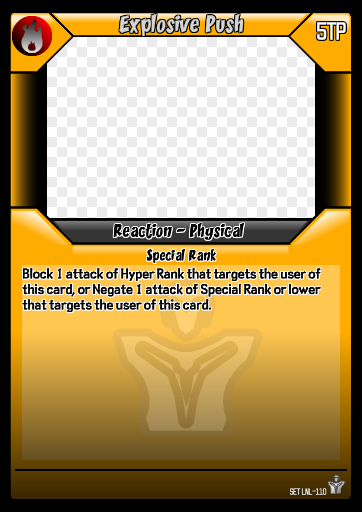 Explosive Push
5TP
Reaction - Physical
Special Rank
Block 1 attack of Hyper Rank that targets the user of
this card, or Negate 1 attack of Special Rank or lower
that targets the user of this card.
SET LNL-110